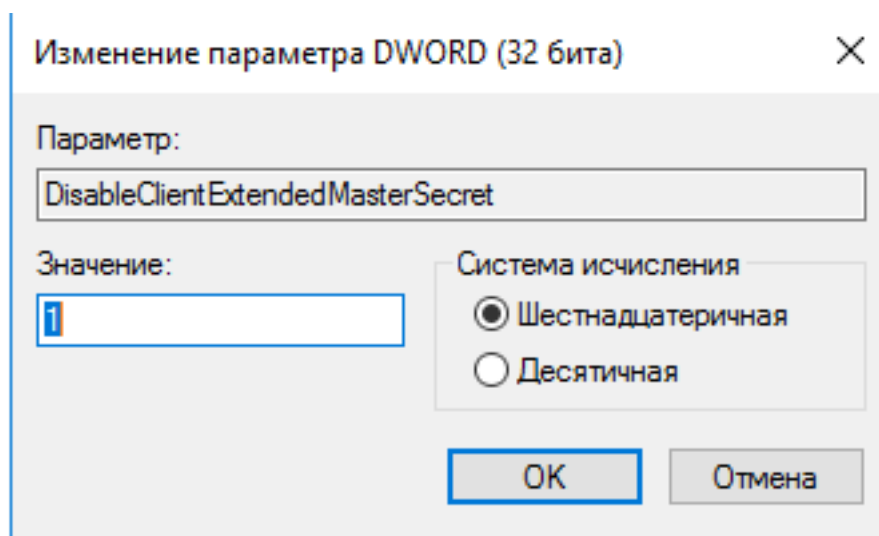 Изменение параметра DWORD (32 бита)
Параметр:
DisableClientExtendedMasterSecret
Значение:
1
Система исчисления
Шестнадцатеричная
Десятичная
OK
Отмена